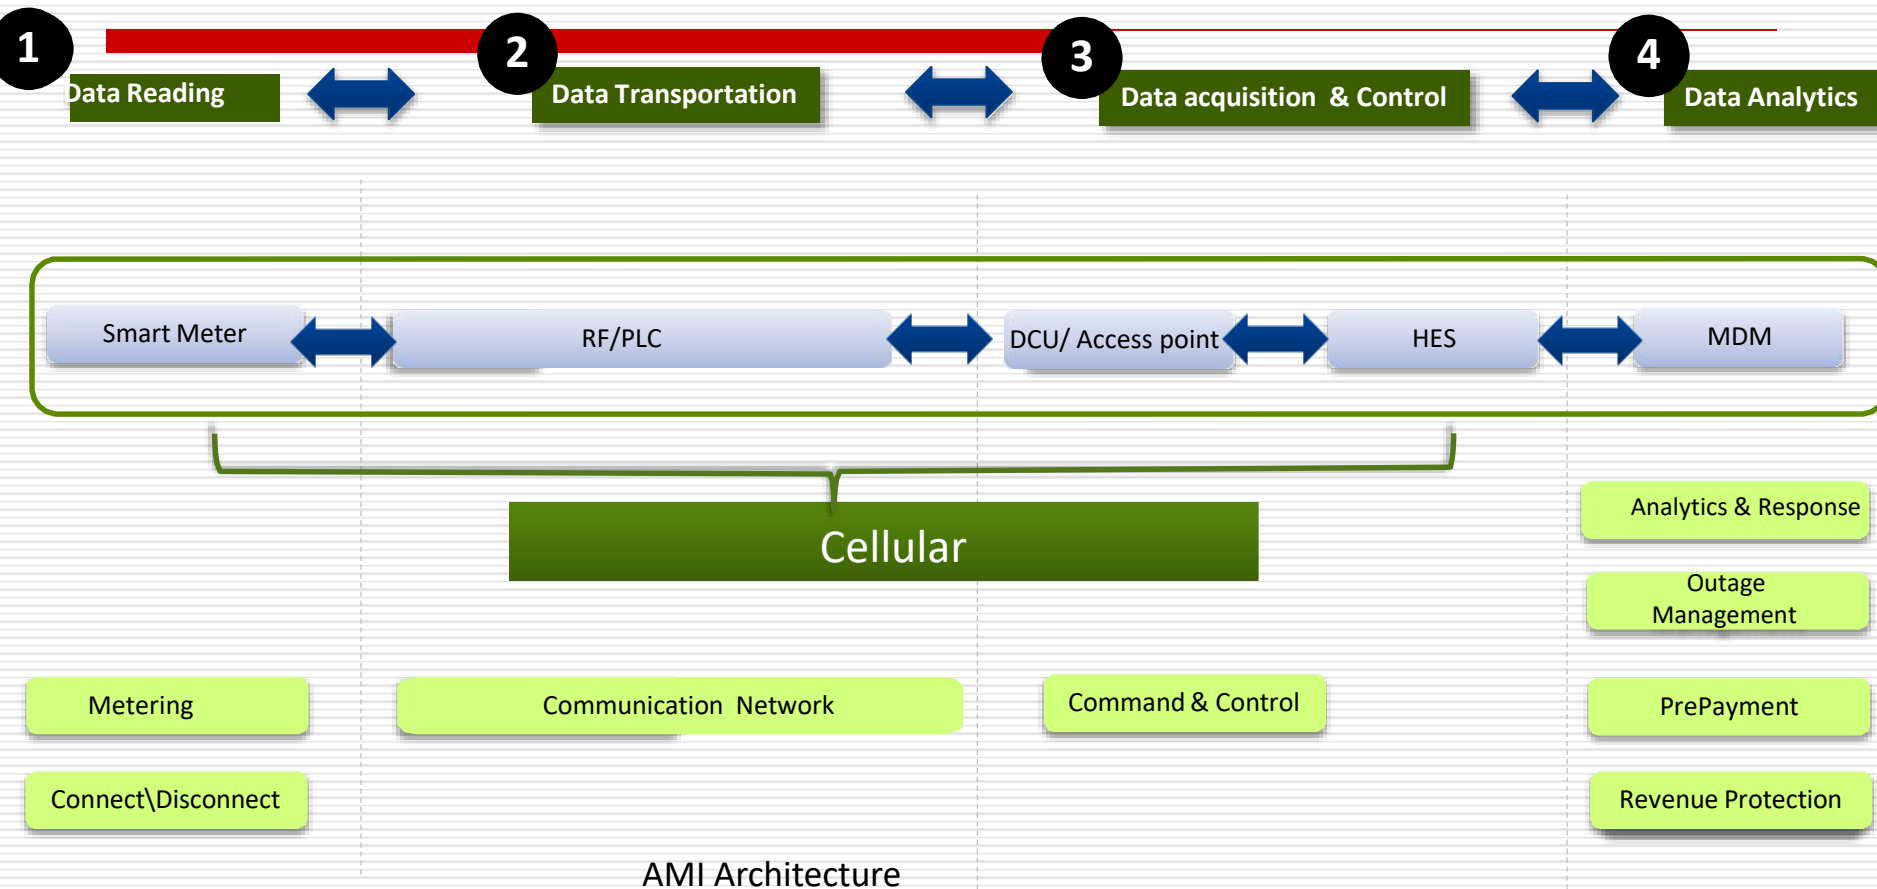 1
2
3
4
Data Reading
Data Transportation
Data acquisition & Control
Data Analytics
Smart Meter
RF/PLC
DCU/ Access point
HES
MDM
Cellular
Analytics & Response
Outage
Management
Metering
Communication Network
Command & Control
PrePayment
Connect\Disconnect
Revenue Protection
AMI Architecture